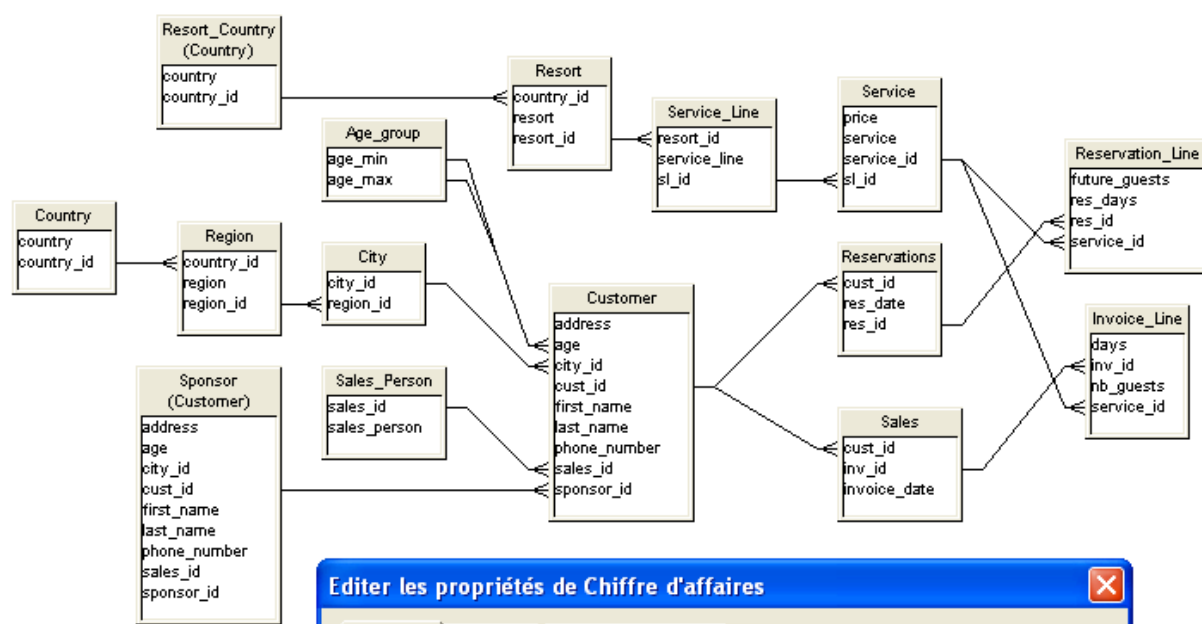 Resort_Country
(Country)
country
country_id
Resort
country_id
resort
resort_id
Age_group
age_min
age_max
Service_Line
resort_id
service_line
sl_id
Service
price
service
service_id
sl_id
Reservation_Line
future_guests
res_days
res_id
service_id
Country
country
country_id
Region
country_id
region
region_id
City
city_id
region_id
Customer
address
age
city_id
cust_id
first_name
last_name
phone_number
sales_id
sponsor_id
Reservations
cust_id
res_date
res_id
Invoice_Line
days
inv_id
nb_guests
service_id
Sponsor
(Customer)
address
age
city_id
cust_id
first_name
last_name
phone_number
sales_id
sponsor_id
Sales_Person
sales_id
sales_person
Sales
cust_id
inv_id
invoice_date
Editer les propriétés de Chiffre d'affaires